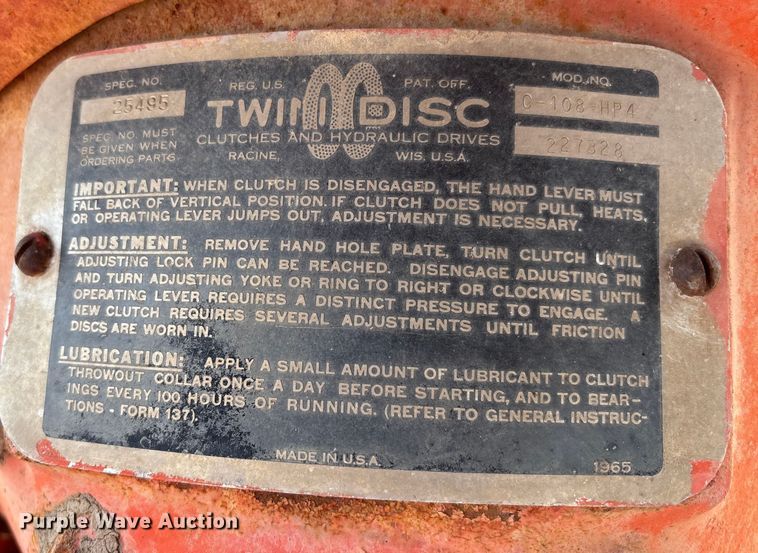 SPEC. NO.
25495
SPEC. NO. MUST
BE GIVEN WHEN
ORDERING PARTS
REG. U.S. PAT. OFF.
TWIN DISC
CLUTCHES AND HYDRAULIC DRIVES
RACINE, WIS. U.S.A.
MOD. NO.
C-108-HP4
227828
IMPORTANT: WHEN CLUTCH IS DISENGAGED, THE HAND LEVER MUST
FALL BACK OF VERTICAL POSITION. IF CLUTCH DOES NOT PULL, HEATS,
OR OPERATING LEVER JUMPS OUT, ADJUSTMENT IS NECESSARY.
ADJUSTMENT: REMOVE HAND HOLE PLATE, TURN CLUTCH UNTIL
ADJUSTING LOCK PIN CAN BE REACHED. DISENGAGE ADJUSTING PIN
AND TURN ADJUSTING YOKE OR RING TO RIGHT OR CLOCKWISE UNTIL
OPERATING LEVER REQUIRES A DISTINCT PRESSURE TO ENGAGE. A
NEW CLUTCH REQUIRES SEVERAL ADJUSTMENTS UNTIL FRICTION
DISCS ARE WORN IN.
LUBRICATION: APPLY A SMALL AMOUNT OF LUBRICANT TO CLUTCH
THROWOUT COLLAR ONCE A DAY BEFORE STARTING, AND TO BEAR-
INGS EVERY 100 HOURS OF RUNNING. (REFER TO GENERAL INSTRUC-
TIONS - FORM 137).
MADE IN U.S.A.
1965
Purple Wave Auction